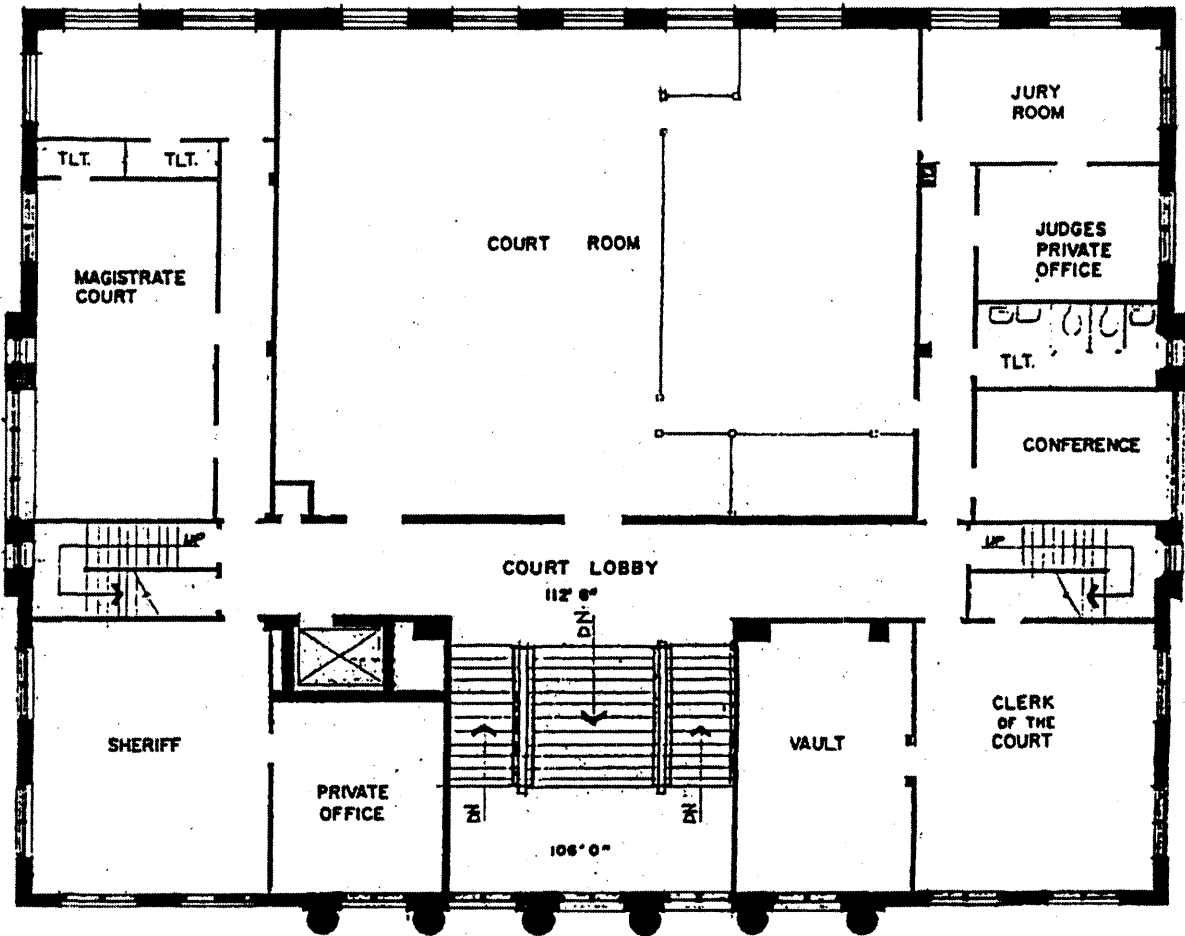 JURY
ROOM
TLT.
TLT.
COURT ROOM
JUDGES
PRIVATE
OFFICE
MAGISTRATE
COURT
TLT.
CONFERENCE
UP
UP
COURT LOBBY
112' 6"
DN.
CLERK
OF THE
COURT
SHERIFF
VAULT
PRIVATE
OFFICE
DN
DN
106' 0"